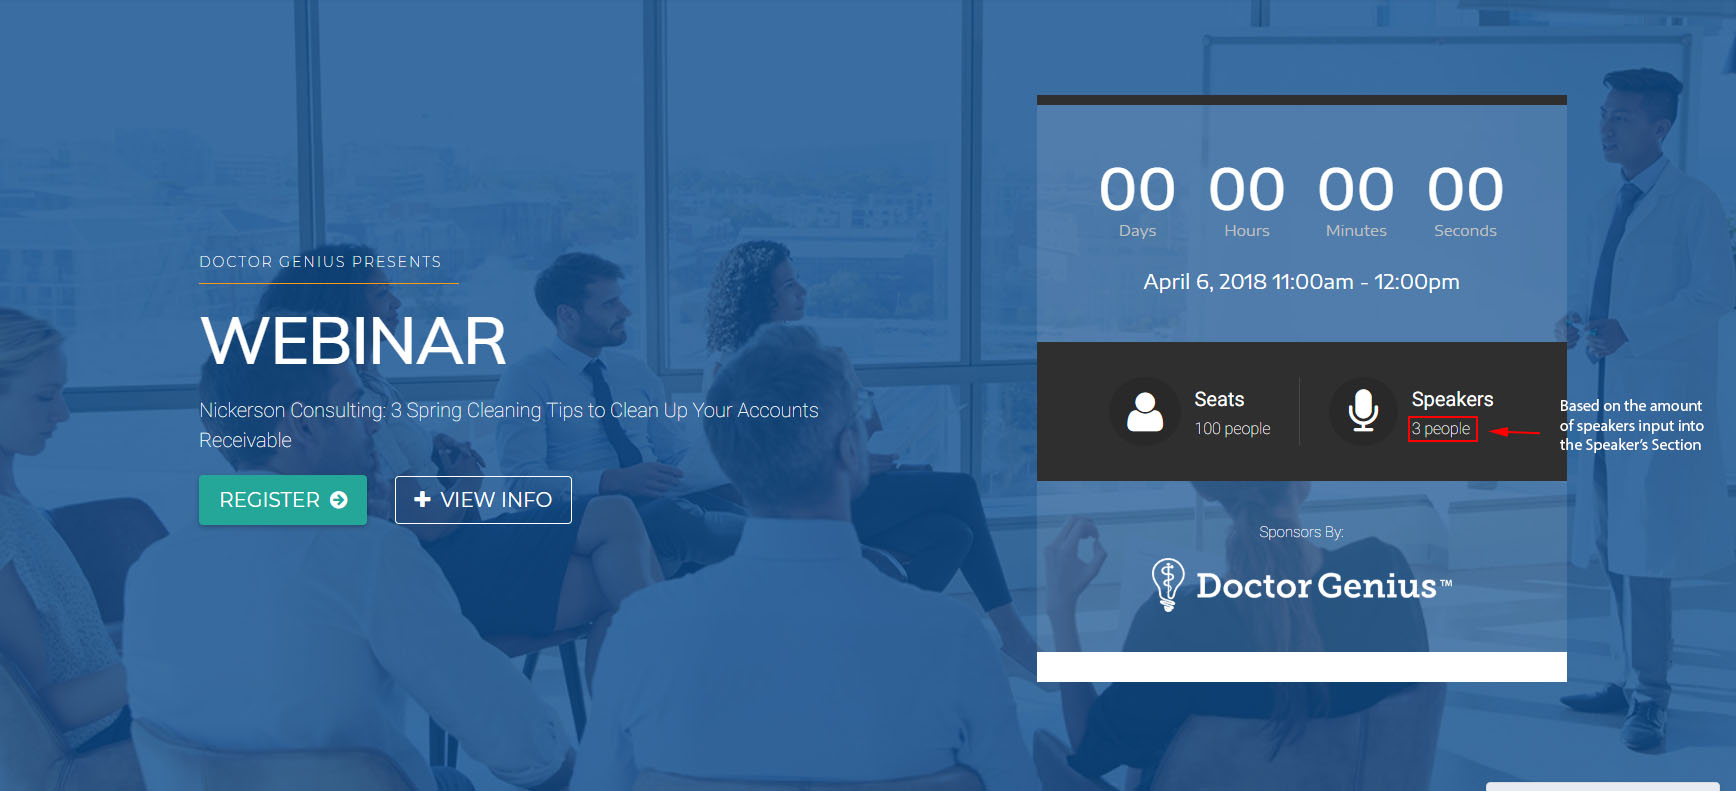 DOCTOR GENIUS PRESENTS
WEBINAR
Nickerson Consulting: 3 Spring Cleaning Tips to Clean Up Your Accounts
Receivable
REGISTER
VIEW INFO
00 00 00 00
Days Hours Minutes Seconds
April 6, 2018 11:00am - 12:00pm
Seats
100 people
Speakers
3 people
Based on the amount
of speakers input into
the Speaker's Section
Sponsors By:
Doctor Genius™